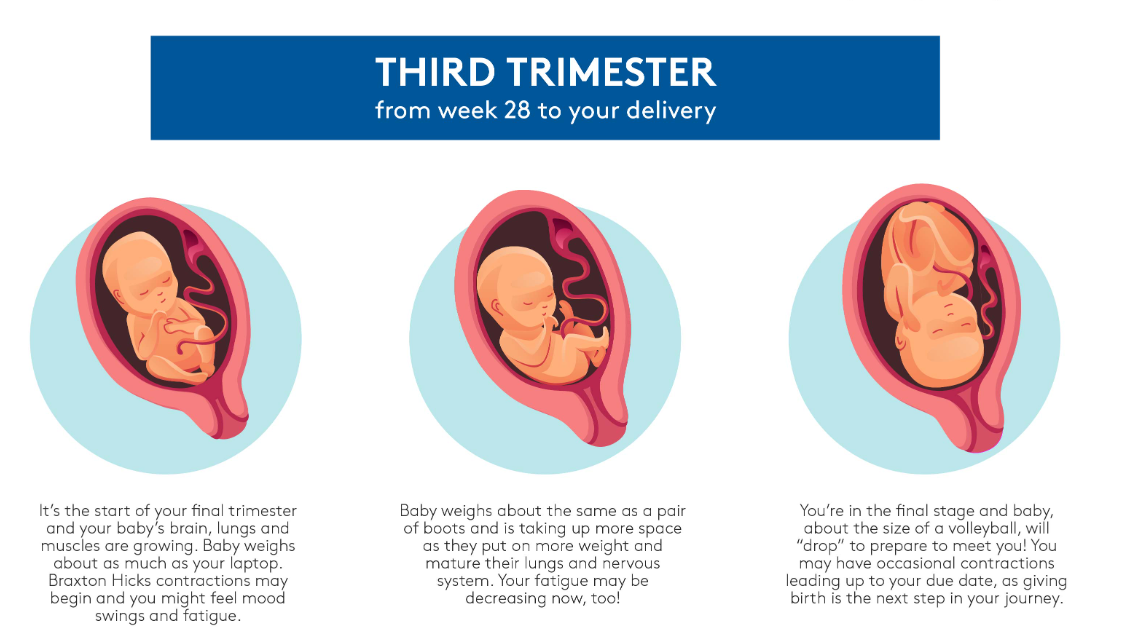 THIRD TRIMESTER
from week 28 to your delivery
It's the start of your final trimester
and your baby's brain, lungs and
muscles are growing. Baby weighs
about as much as your laptop.
Braxton Hicks contractions may
begin and you might feel mood
swings and fatigue.
Baby weighs about the same as a pair
of boots and is taking up more space
as they put on more weight and
mature their lungs and nervous
system. Your fatigue may be
decreasing now, too!
You're in the final stage and baby,
about the size of a volleyball, will
“drop” to prepare to meet you! You
may have occasional contractions
leading up to your due date, as giving
birth is the next step in your journey.